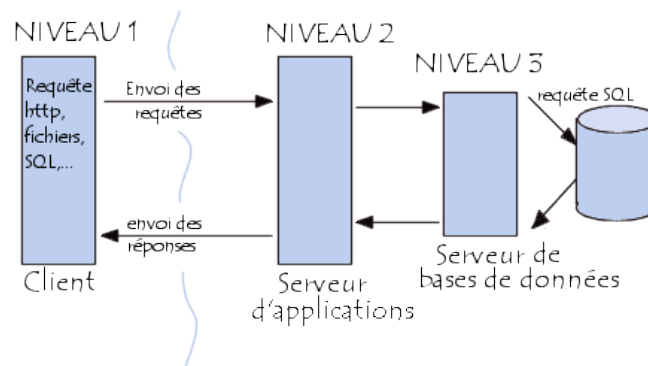 NIVEAU 1
NIVEAU 2
NIVEAU 3
Requête
http,
fichiers,
SQL,...
Envoi des
requêtes
requête SQL
envoi des
réponses
Client
Serveur
d'applications
Serveur de
bases de données